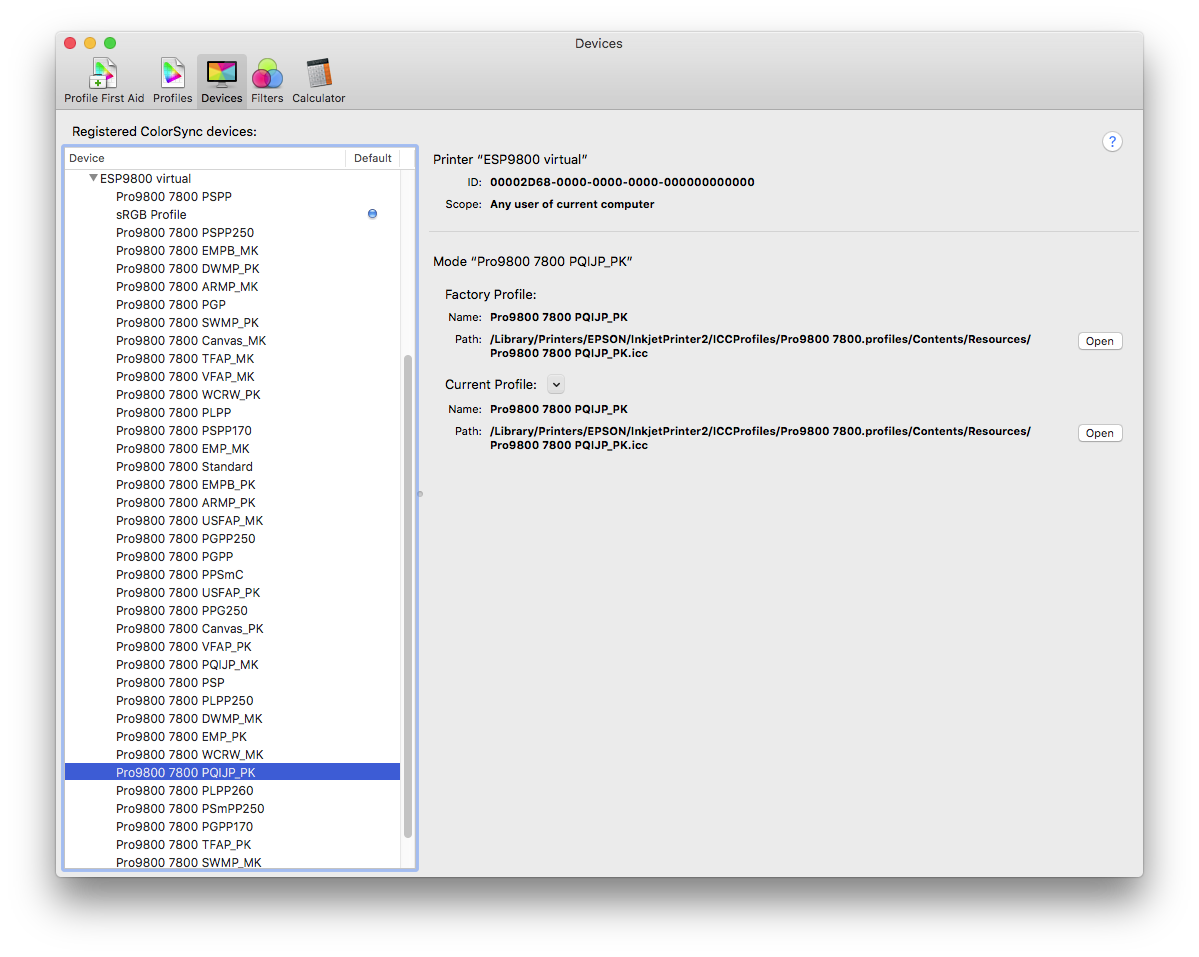 Devices
Profile First Aid Profiles Devices Filters Calculator
Registered ColorSync devices:
?
Device Default
ESP9800 virtual
Pro9800 7800 PSPP
sRGB Profile
Pro9800 7800 PSPP250
Pro9800 7800 EMPB_MK
Pro9800 7800 DWMP_PK
Pro9800 7800 ARMP_MK
Pro9800 7800 PGP
Pro9800 7800 SWMP_PK
Pro9800 7800 Canvas_MK
Pro9800 7800 TFAP_MK
Pro9800 7800 VFAP_MK
Pro9800 7800 WCRW_PK
Pro9800 7800 PLPP
Pro9800 7800 PSPP170
Pro9800 7800 EMP_MK
Pro9800 7800 Standard
Pro9800 7800 EMPB_PK
Pro9800 7800 ARMP_PK
Pro9800 7800 USFAP_MK
Pro9800 7800 PGPP250
Pro9800 7800 PGPP
Pro9800 7800 PPSmC
Pro9800 7800 USFAP_PK
Pro9800 7800 PPG250
Pro9800 7800 Canvas_PK
Pro9800 7800 VFAP_PK
Pro9800 7800 PQIJP_MK
Pro9800 7800 PSP
Pro9800 7800 PLPP250
Pro9800 7800 DWMP_MK
Pro9800 7800 EMP_PK
Pro9800 7800 WCRW_MK
Pro9800 7800 PQIJP_PK
Pro9800 7800 PLPP260
Pro9800 7800 PSmPP250
Pro9800 7800 PGPP170
Pro9800 7800 TFAP_PK
Pro9800 7800 SWMP_MK
Printer “ESP9800 virtual”
ID: 00002D68-0000-0000-0000-000000000000
Scope: Any user of current computer
Mode “Pro9800 7800 PQIJP_PK”
Factory Profile:
Name: Pro9800 7800 PQIJP_PK
Path: /Library/Printers/EPSON/InkjetPrinter2/ICCProfiles/Pro9800 7800.profiles/Contents/Resources/
Pro9800 7800 PQIJP_PK.icc
Open
Current Profile:
Name: Pro9800 7800 PQIJP_PK
Path: /Library/Printers/EPSON/InkjetPrinter2/ICCProfiles/Pro9800 7800.profiles/Contents/Resources/
Pro9800 7800 PQIJP_PK.icc
Open